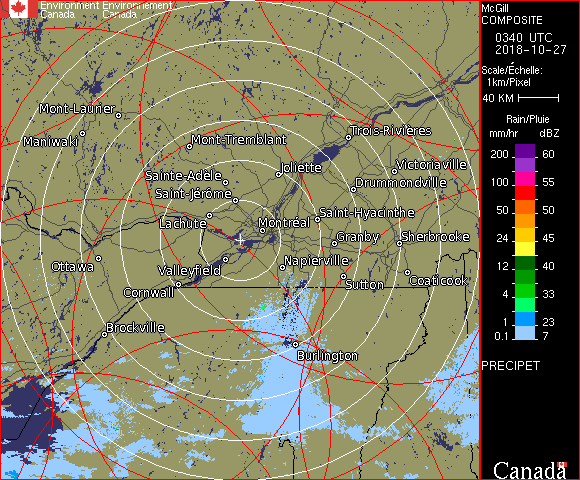 Environment Environnement
Canada Canada
McGill
COMPOSITE
0340 UTC
2018-10-27
Scale/Échelle:
1km/Pixel
40 KM
Rain/Pluie
mm/hr dBZ
200 60
150 57
100 55
50 50
24 45
12 40
4 33
1 23
0.1 7
PRECIPET
Canada
Mont-Laurier
Maniwaki
Mont-Tremblant
Trois-Rivières
Joliette
Victoriaville
Sainte-Adèle
Drummondville
Saint-Jérôme
Lachute
Montréal
Saint-Hyacinthe
Granby
Sherbrooke
Ottawa
Valleyfield
Napierville
Cornwall
Sutton
Coaticook
Brockville
Burlington